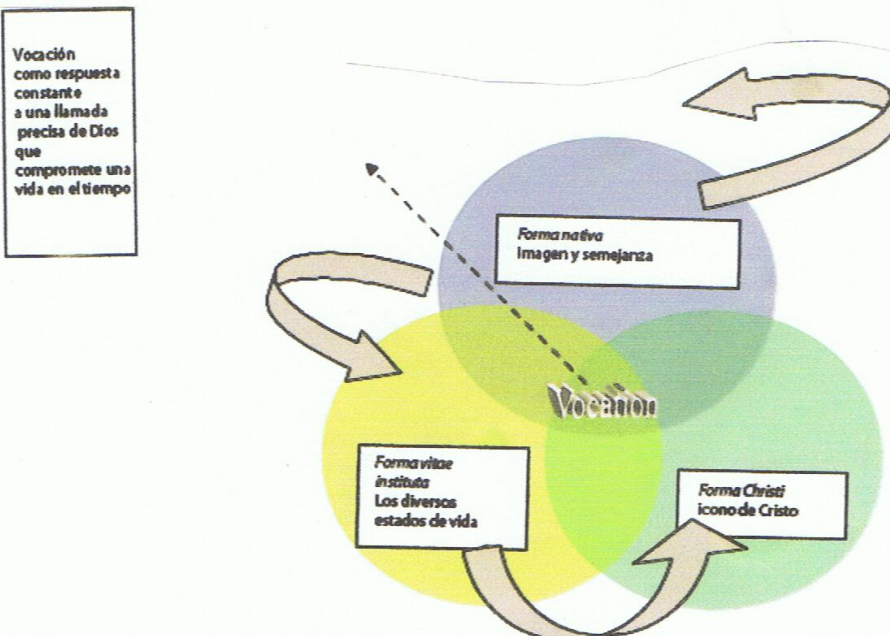 Vocación
como respuesta
constante
a una llamada
precisa de Dios
que
compromete una
vida en el tiempo
Forma nativa
Imagen y semejanza
Vocación
Forma vitae
instituta
Los diversos
estados de vida
Forma Christi
icono de Cristo